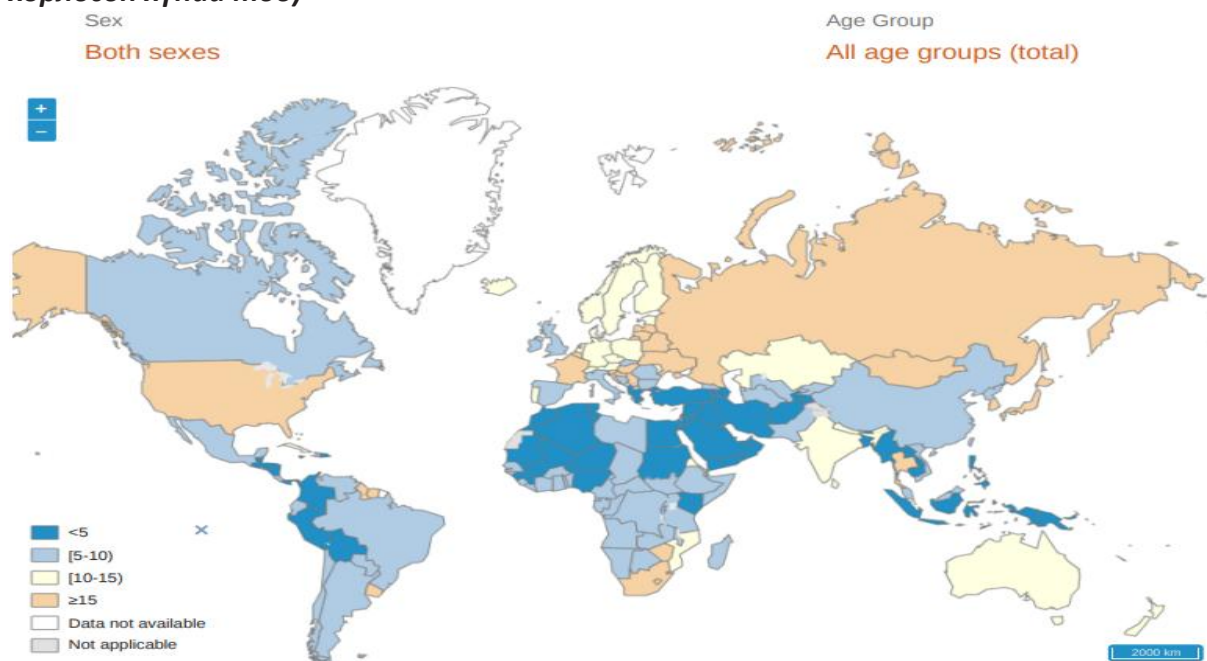 Sex
Age Group
Both sexes
All age groups (total)
+
−
<5
[5-10)
[10-15)
≥15
Data not available
Not applicable
2000 km